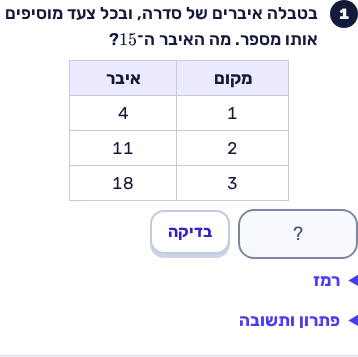 1 בטבלה איברים של סדרה, ובכל צעד מוסיפים
אותו מספר. מה האיבר ה־15?
מקום איבר
1 4
2 11
3 18
? בדיקה
רמז
פתרון ותשובה